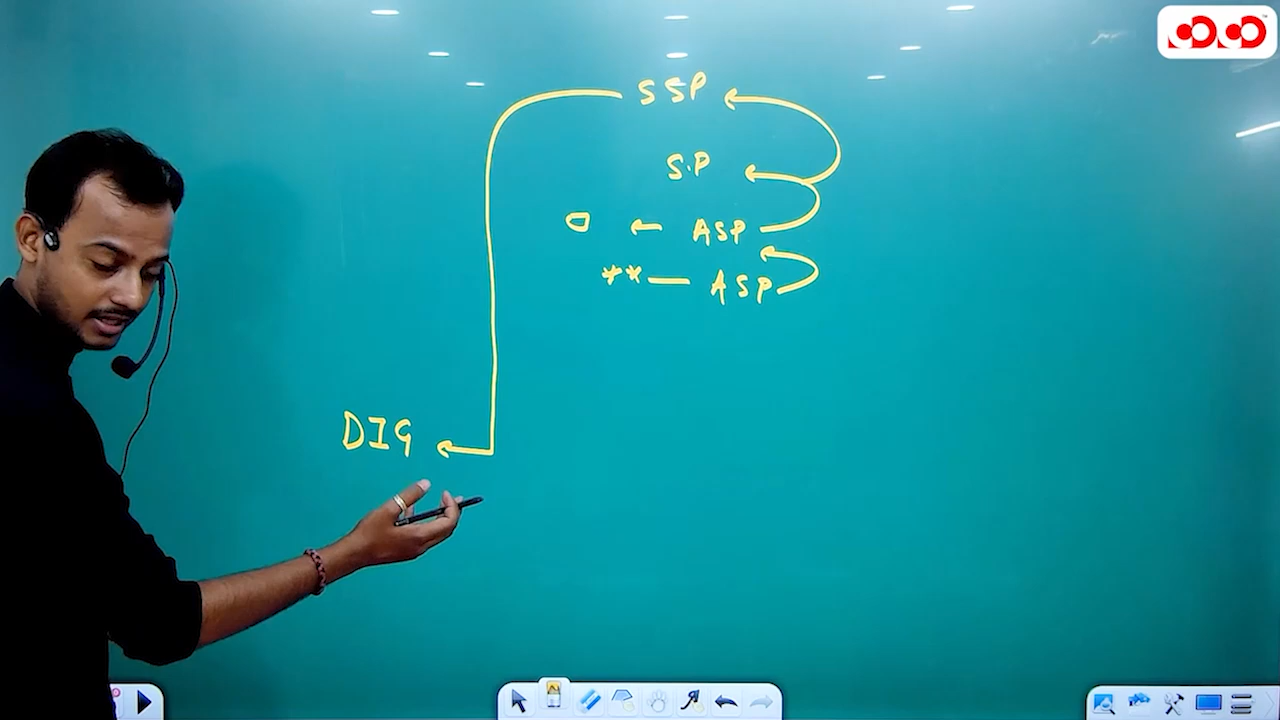 SSP
S.P
ASP
** — ASP
DIG